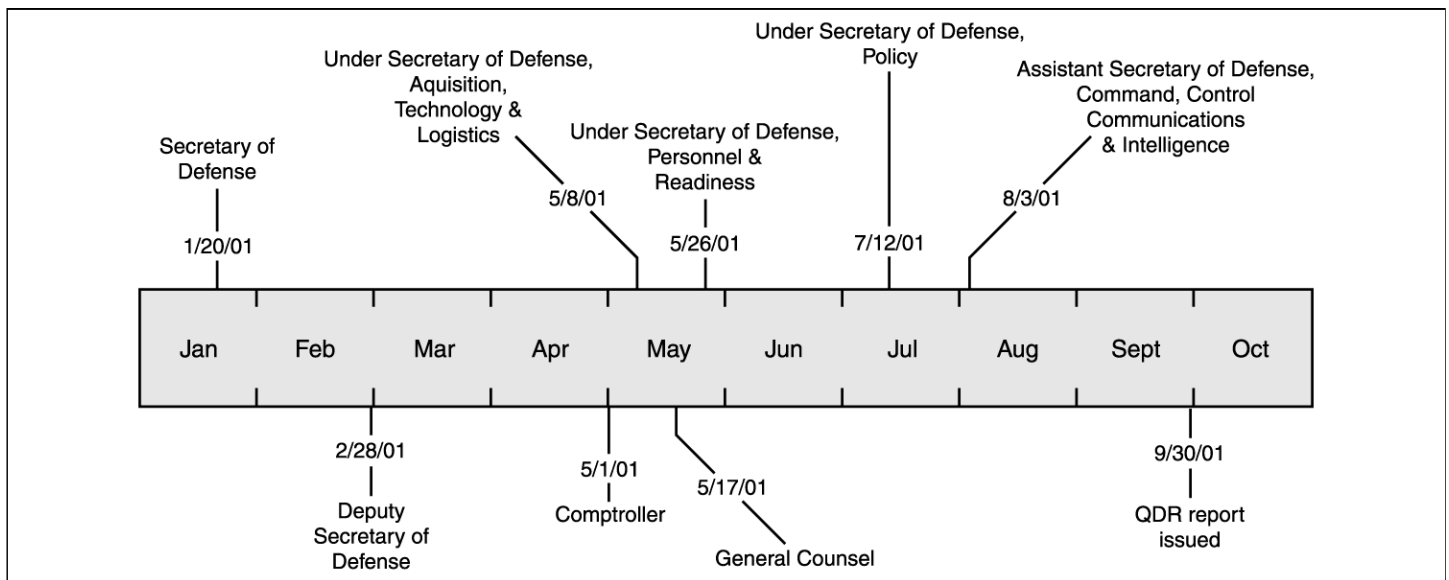 Under Secretary of Defense,
Policy
Under Secretary of Defense,
Aquisition,
Technology &
Logistics
Assistant Secretary of Defense,
Command, Control
Communications
& Intelligence
Secretary of
Defense
Under Secretary of Defense,
Personnel &
Readiness
1/20/01
5/8/01
5/26/01
7/12/01
8/3/01
Jan
Feb
Mar
Apr
May
Jun
Jul
Aug
Sept
Oct
2/28/01
Deputy
Secretary of
Defense
5/1/01
Comptroller
5/17/01
General Counsel
9/30/01
QDR report
issued